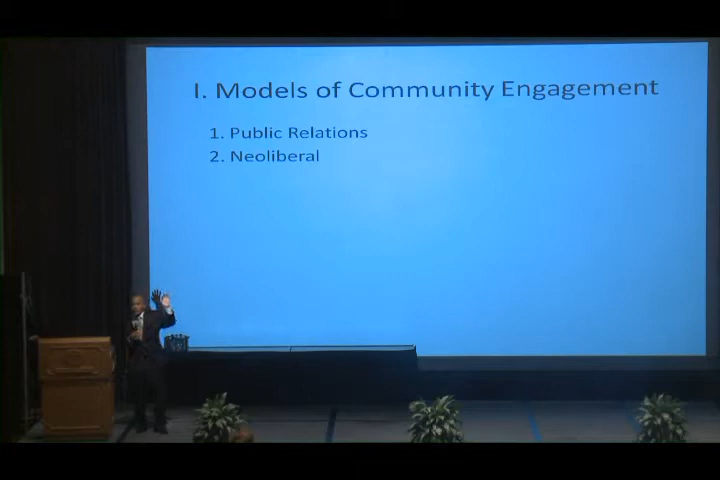 I. Models of Community Engagement
1. Public Relations
2. Neoliberal